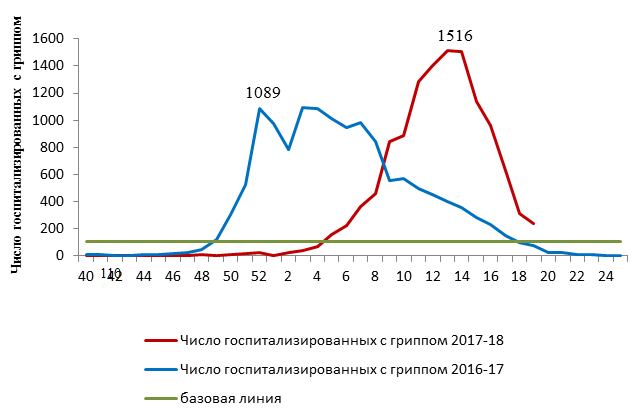 Число госпитализированных с гриппом
1600
1400
1200
1000
800
600
400
200
0
1089
1516
110
40 42 44 46 48 50 52 2 4 6 8 10 12 14 16 18 20 22 24
Число госпитализированных с гриппом 2017-18
Число госпитализированных с гриппом 2016-17
базовая линия